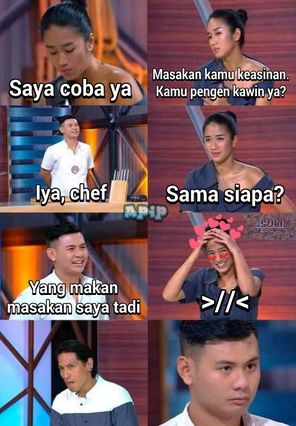 Saya coba ya
Masakan kamu keasinan.
Kamu pengen kawin ya?
Iya, chef
Sama siapa?
APIP
Yang makan
masakan saya tadi
>//<